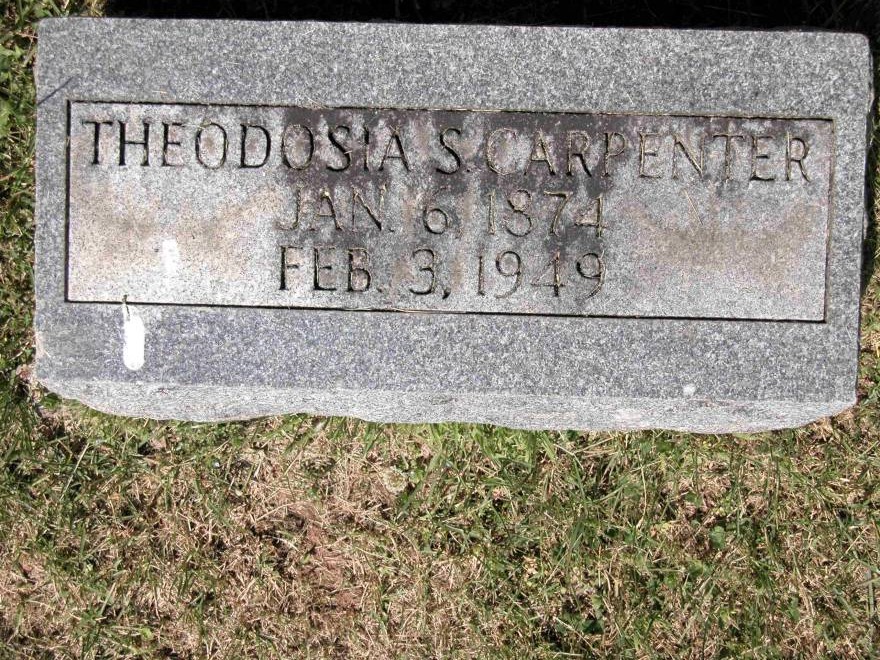 THEODOSIA S. CARPENTER
JAN. 6, 1874
FEB. 3, 1949